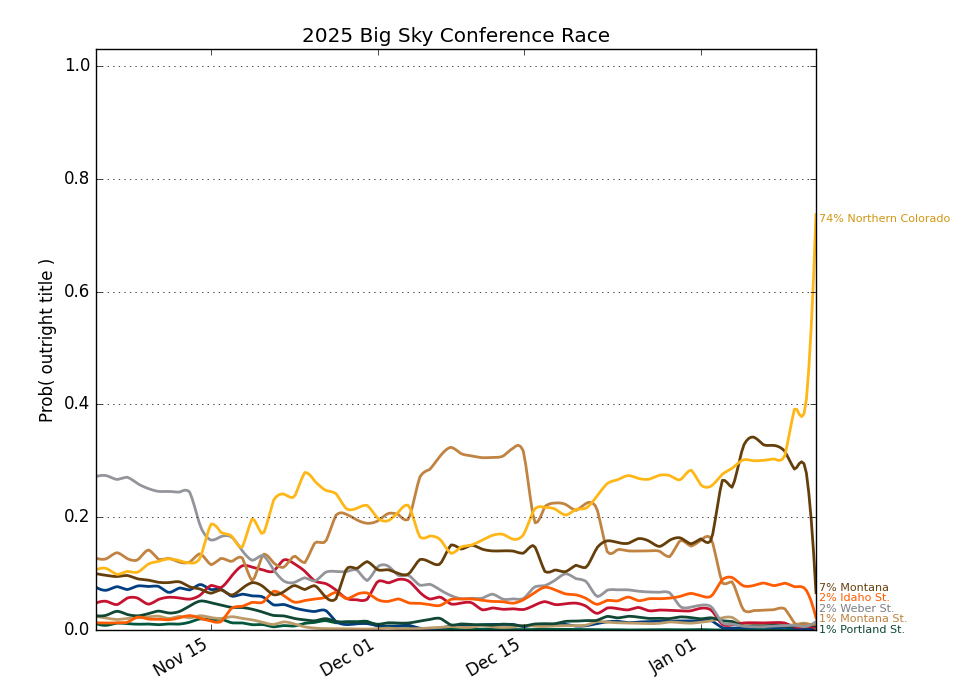 2025 Big Sky Conference Race
Prob( outright title )
1.0
0.8
0.6
0.4
0.2
0.0
Nov 15
Dec 01
Dec 15
Jan 01
74% Northern Colorado
7% Montana
2% Idaho St.
2% Weber St.
1% Montana St.
1% Portland St.